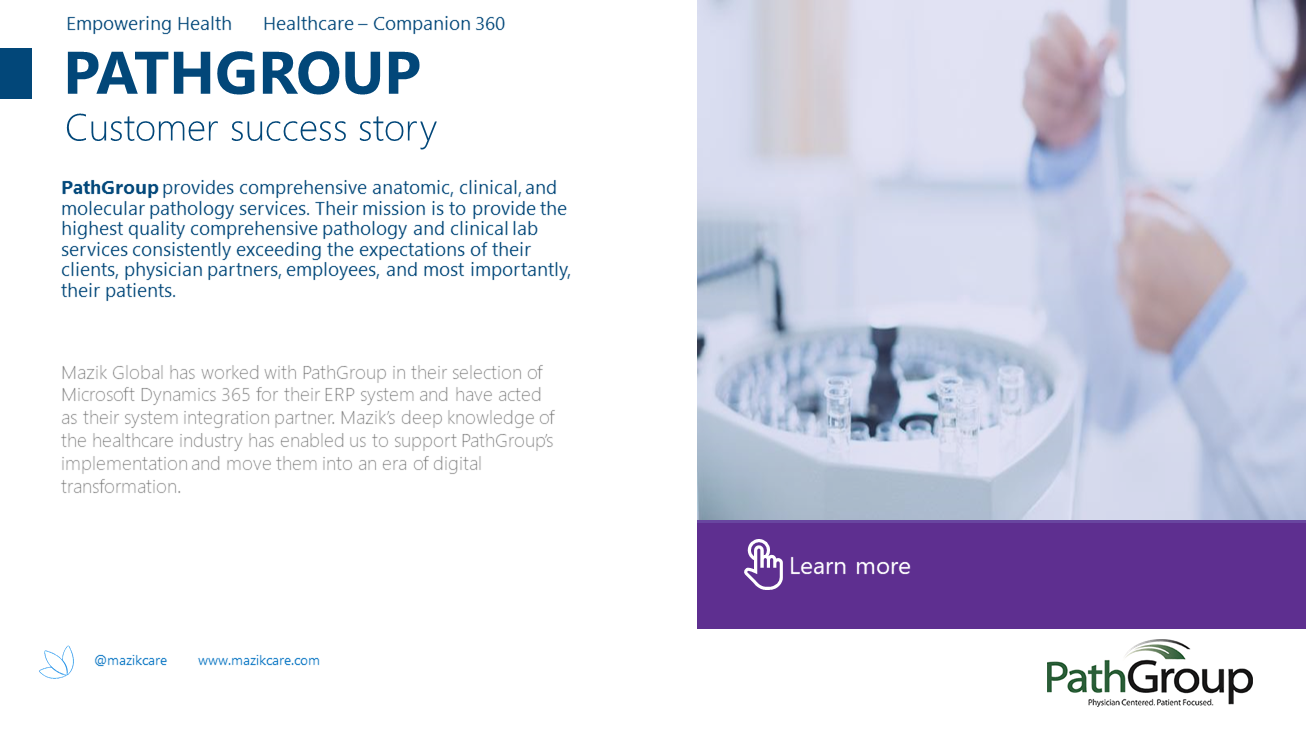 Empowering Health Healthcare – Companion 360
PATHGROUP
Customer success story
PathGroup provides comprehensive anatomic, clinical, and
molecular pathology services. Their mission is to provide the
highest quality comprehensive pathology and clinical lab
services consistently exceeding the expectations of their
clients, physician partners, employees, and most importantly,
their patients.
Mazik Global has worked with PathGroup in their selection of
Microsoft Dynamics 365 for their ERP system and have acted
as their system integration partner. Mazik’s deep knowledge of
the healthcare industry has enabled us to support PathGroup’s
implementation and move them into an era of digital
transformation.
Learn more
@mazikcare www.mazikcare.com
PathGroup
Physician Centered. Patient Focused.